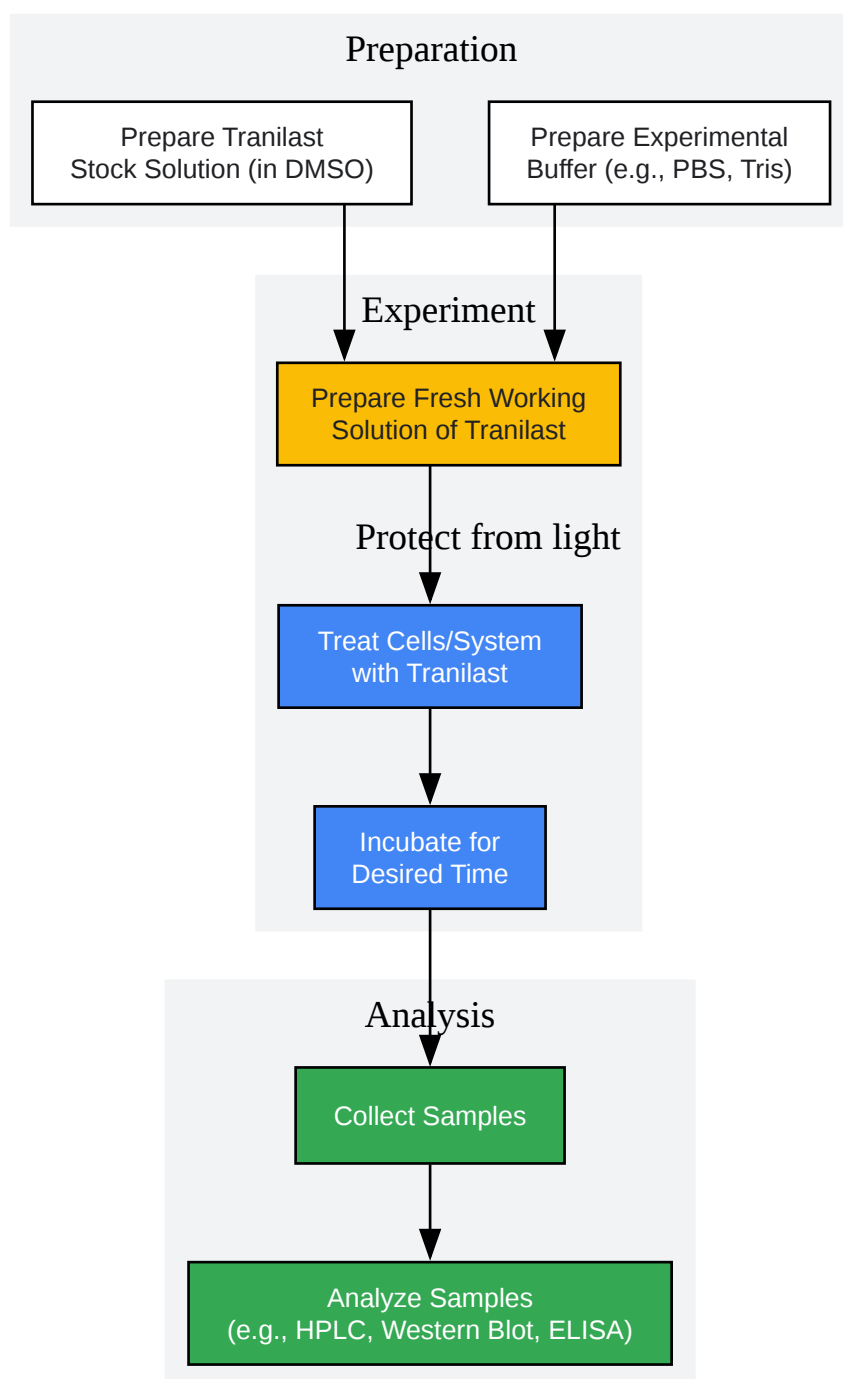 Preparation
Prepare Tranilast
Stock Solution (in DMSO)
Prepare Experimental
Buffer (e.g., PBS, Tris)
Experiment
Prepare Fresh Working
Solution of Tranilast
Protect from light
Treat Cells/System
with Tranilast
Incubate for
Desired Time
Analysis
Collect Samples
Analyze Samples
(e.g., HPLC, Western Blot, ELISA)